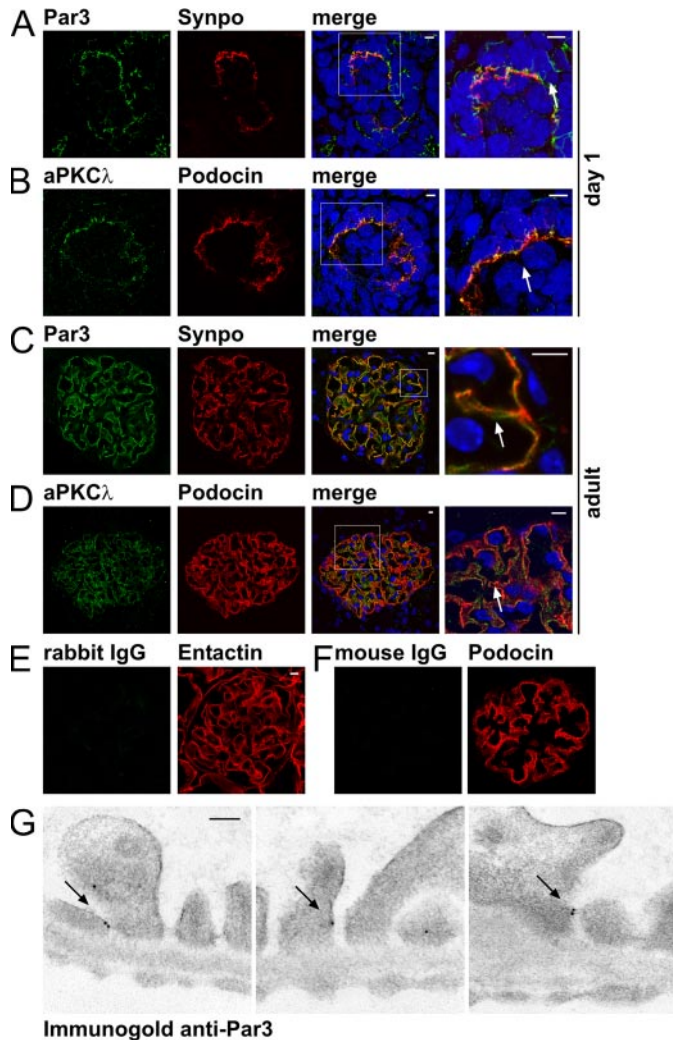 A Par3 Synpo merge
day 1
B aPKCλ Podocin merge
C Par3 Synpo merge
adult
D aPKCλ Podocin merge
E rabbit IgG Entactin F mouse IgG Podocin
G
Immunogold anti-Par3